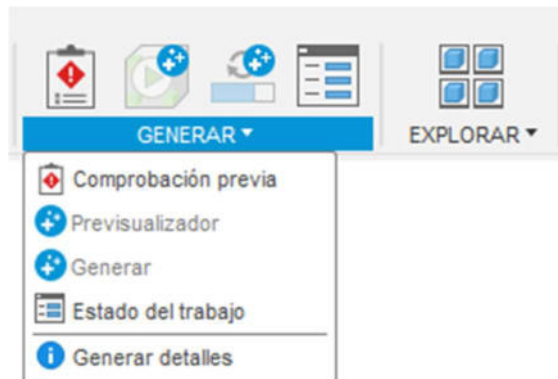 GENERAR
EXPLORAR
Comprobación previa
Previsualizador
Generar
Estado del trabajo
Generar detalles